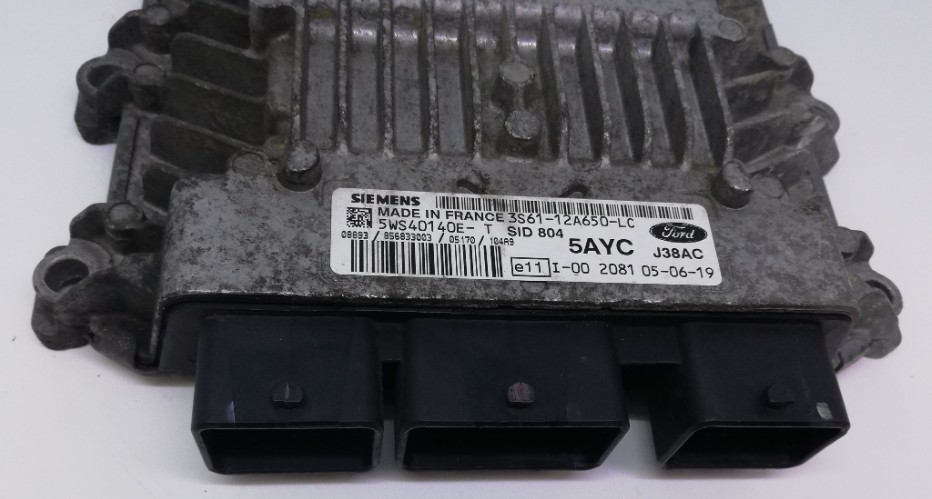 SIEMENS
MADE IN FRANCE 3S61-12A650-LC
5WS40140E- T SID 804
08893 / 856833003 / 05170 / 104A9
5AYC
Ford
J38AC
e11 I-00 2081 05-06-19